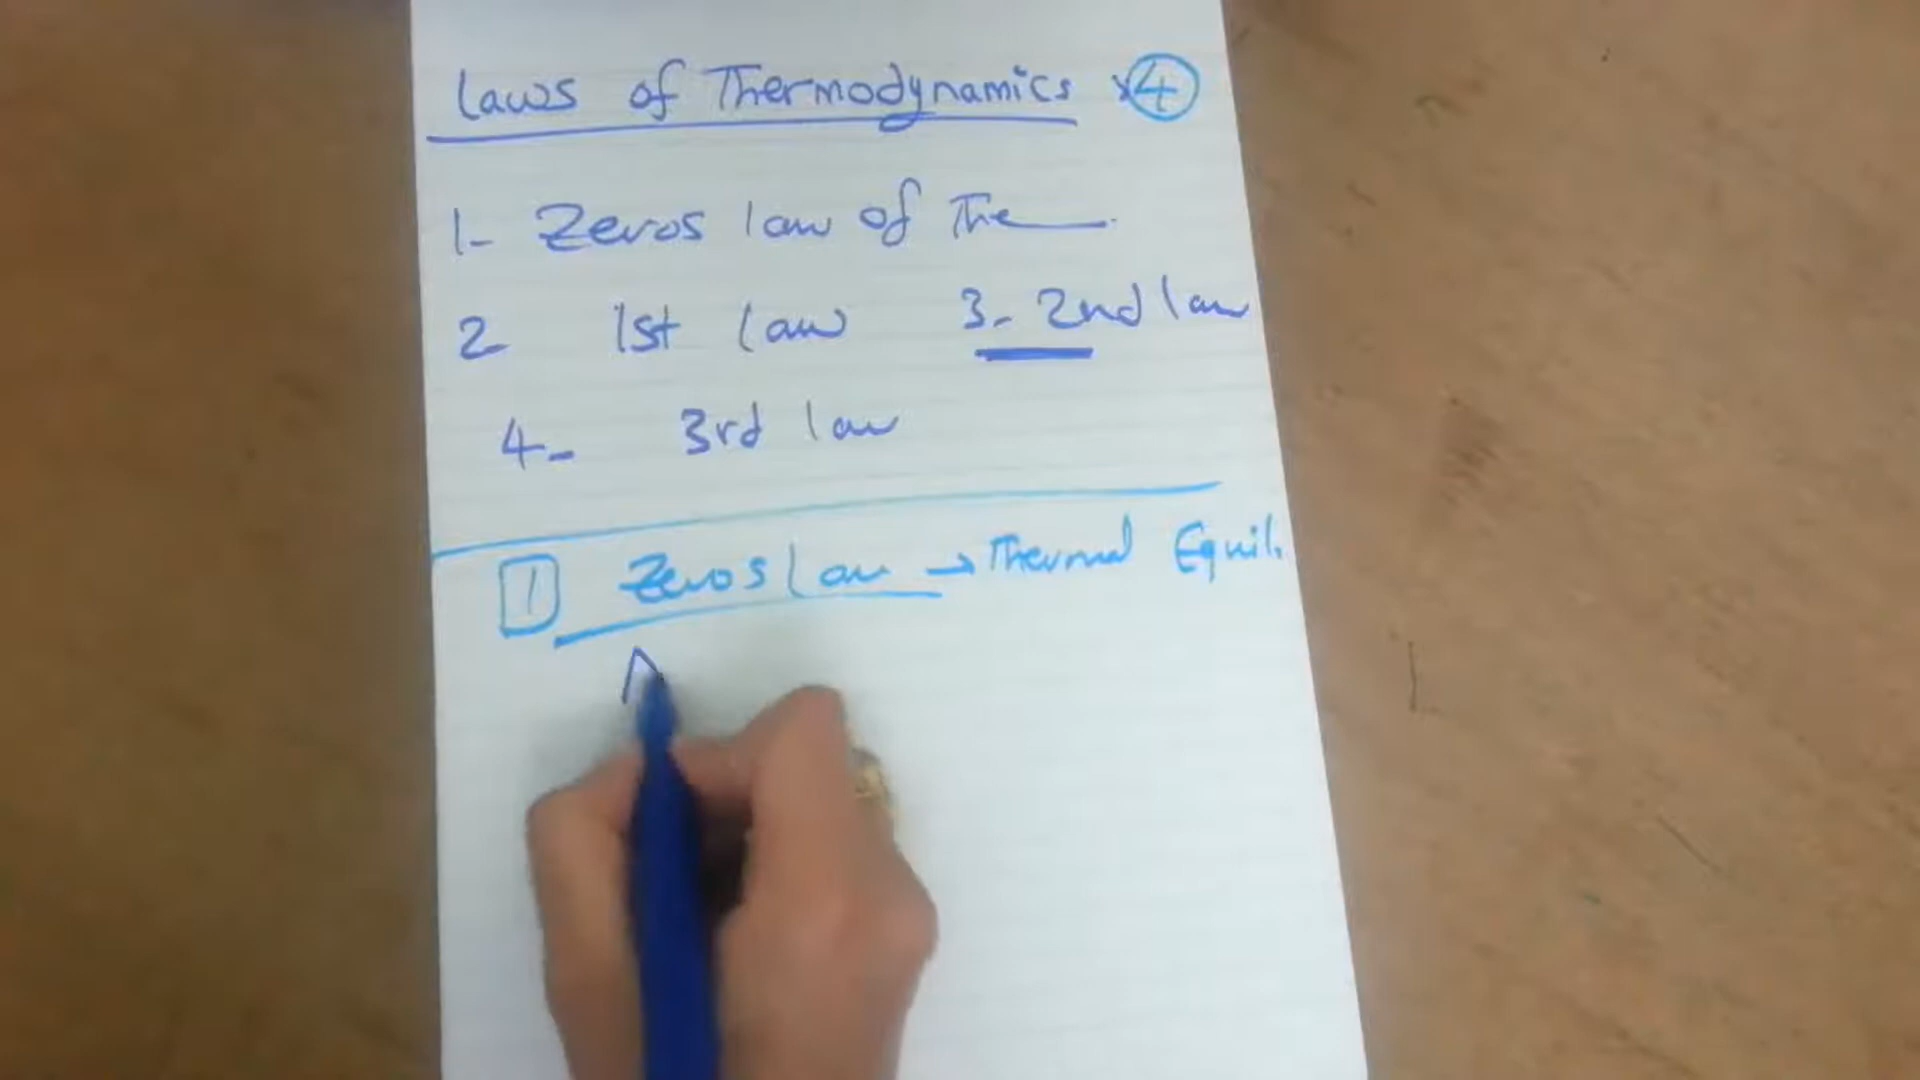 Laws of Thermodynamics 4
1- Zeros law of The
2 1st law 3- 2nd law
4- 3rd law
1 Zeros law → Thermal Equil.